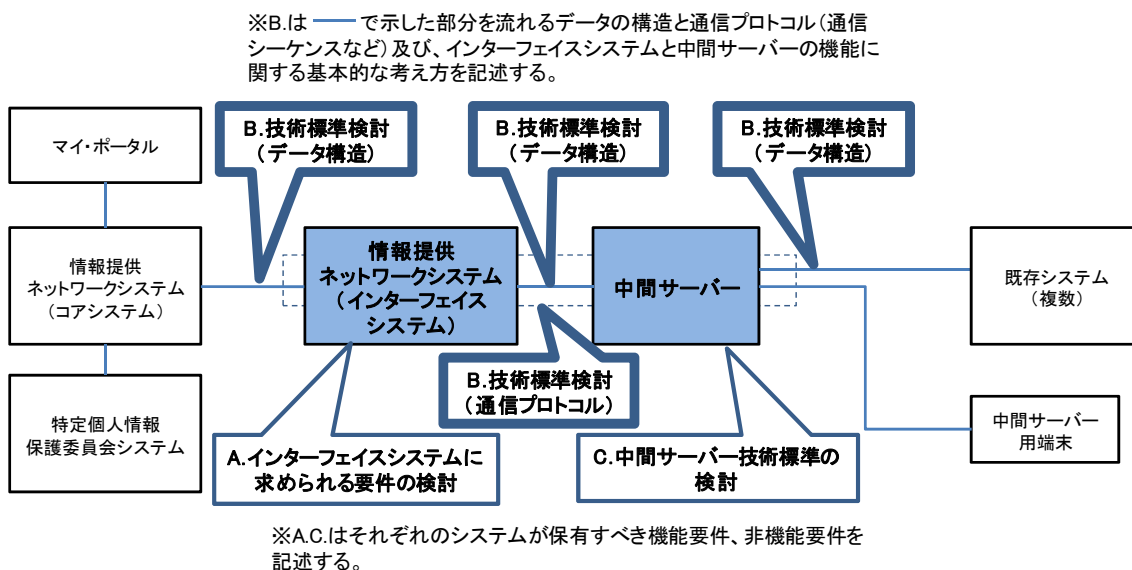 ※B.は ―― で示した部分を流れるデータの構造と通信プロトコル(通信
シーケンスなど)及び、インターフェイスシステムと中間サーバーの機能に
関する基本的な考え方を記述する。
B.技術標準検討
(データ構造)
B.技術標準検討
(データ構造)
B.技術標準検討
(データ構造)
マイ・ポータル
情報提供
ネットワークシステム
(コアシステム)
情報提供
ネットワークシステム
(インターフェイス
システム)
中間サーバー
既存システム
(複数)
B.技術標準検討
(通信プロトコル)
特定個人情報
保護委員会システム
A.インターフェイスシステムに
求められる要件の検討
C.中間サーバー技術標準の
検討
中間サーバー
用端末
※A.C.はそれぞれのシステムが保有すべき機能要件、非機能要件を
記述する。